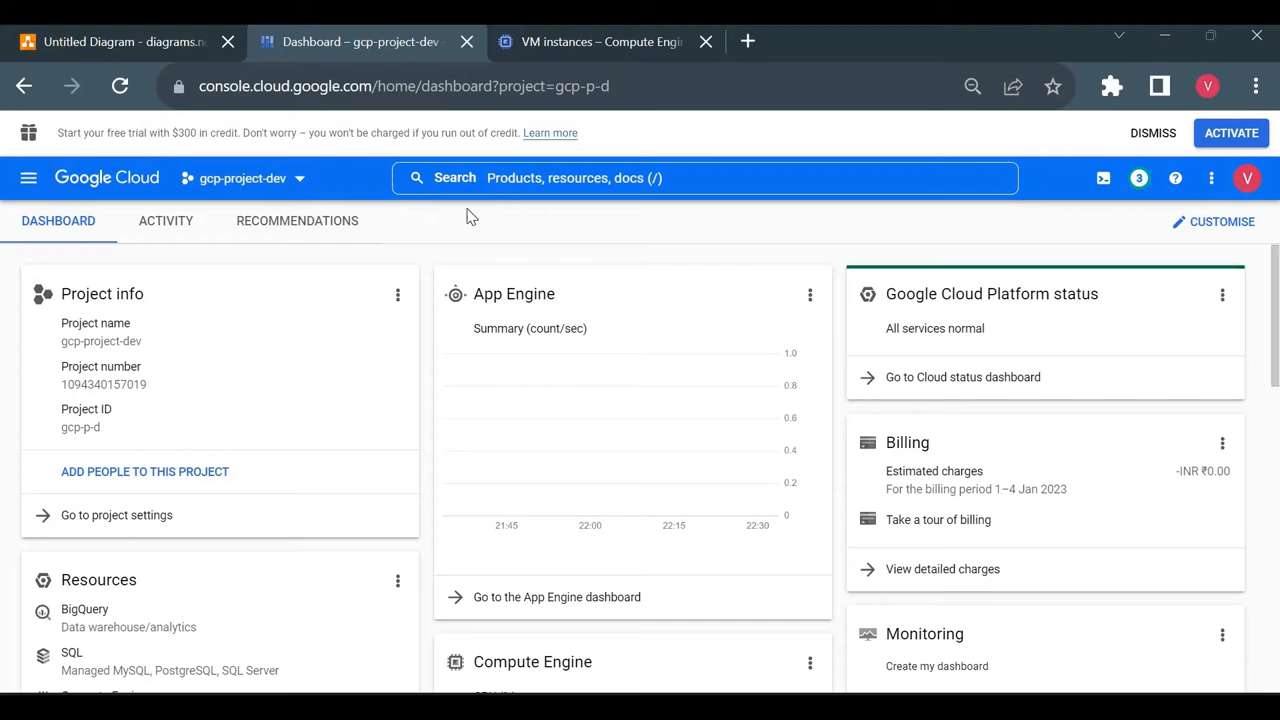 Untitled Diagram - diagrams.ne
Dashboard – gcp-project-dev
VM instances – Compute Engi
console.cloud.google.com/home/dashboard?project=gcp-p-d
V
Start your free trial with $300 in credit. Don't worry – you won't be charged if you run out of credit. Learn more
DISMISS
ACTIVATE
Google Cloud
gcp-project-dev
Search Products, resources, docs (/)
3
V
DASHBOARD
ACTIVITY
RECOMMENDATIONS
CUSTOMISE
Project info
Project name
gcp-project-dev
Project number
1094340157019
Project ID
gcp-p-d
ADD PEOPLE TO THIS PROJECT
Go to project settings
Resources
BigQuery
Data warehouse/analytics
SQL
Managed MySQL, PostgreSQL, SQL Server
App Engine
Summary (count/sec)
1.0
0.8
0.6
0.4
0.2
0
21:45
22:00
22:15
22:30
Go to the App Engine dashboard
Compute Engine
Google Cloud Platform status
All services normal
Go to Cloud status dashboard
Billing
Estimated charges
-INR ₹0.00
For the billing period 1–4 Jan 2023
Take a tour of billing
View detailed charges
Monitoring
Create my dashboard